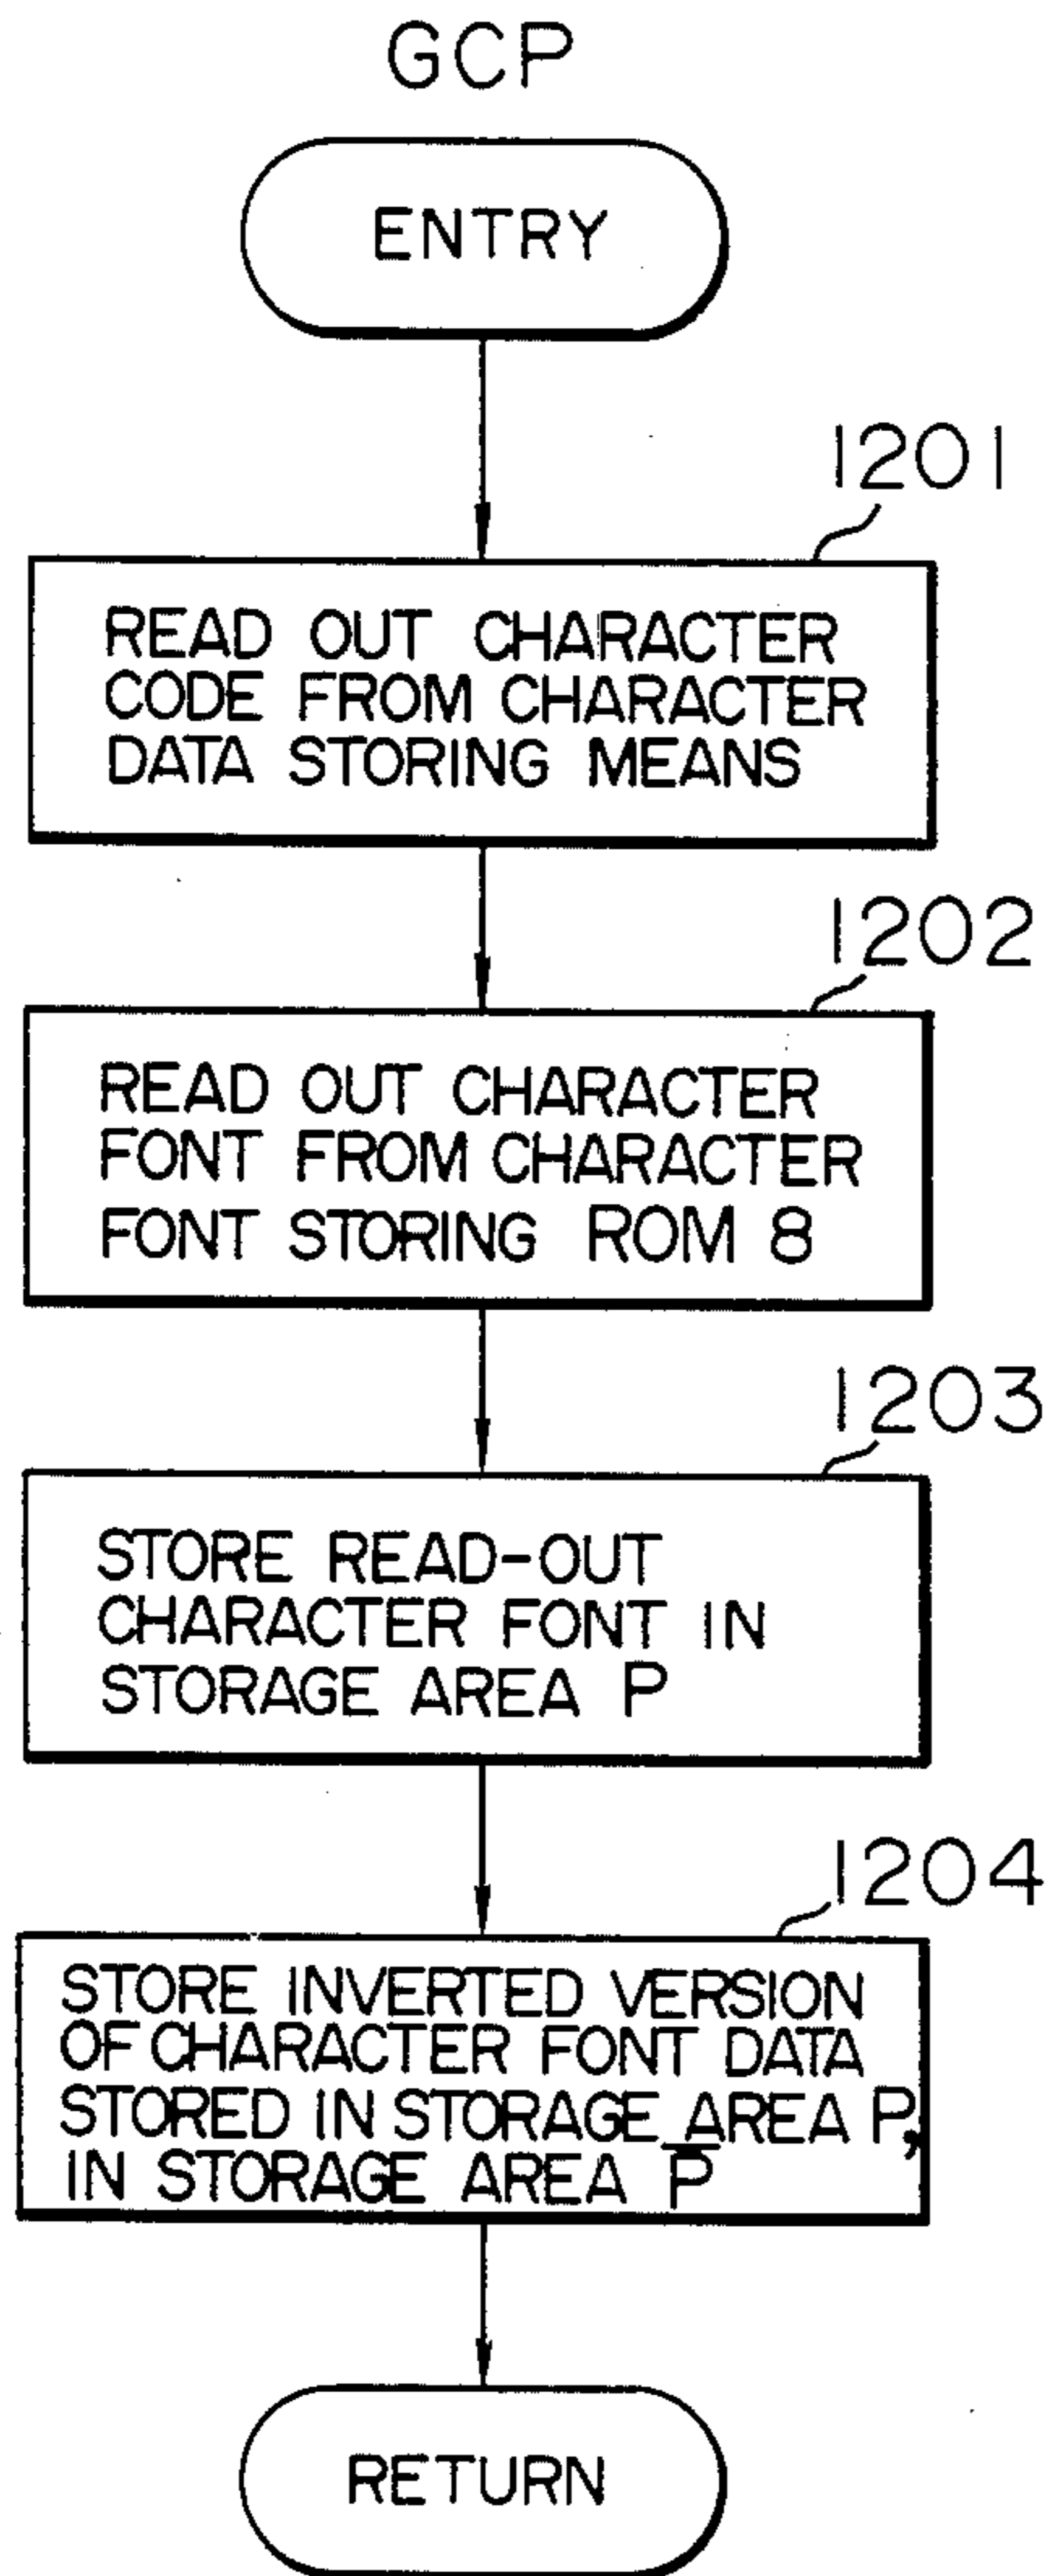 GCP
ENTRY
1201
READ OUT CHARACTER
CODE FROM CHARACTER
DATA STORING MEANS
1202
READ OUT CHARACTER
FONT FROM CHARACTER
FONT STORING ROM 8
1203
STORE READ-OUT
CHARACTER FONT IN
STORAGE AREA P
1204
STORE INVERTED VERSION
OF CHARACTER FONT DATA
STORED IN STORAGE AREA P,
IN STORAGE AREA P̅
RETURN